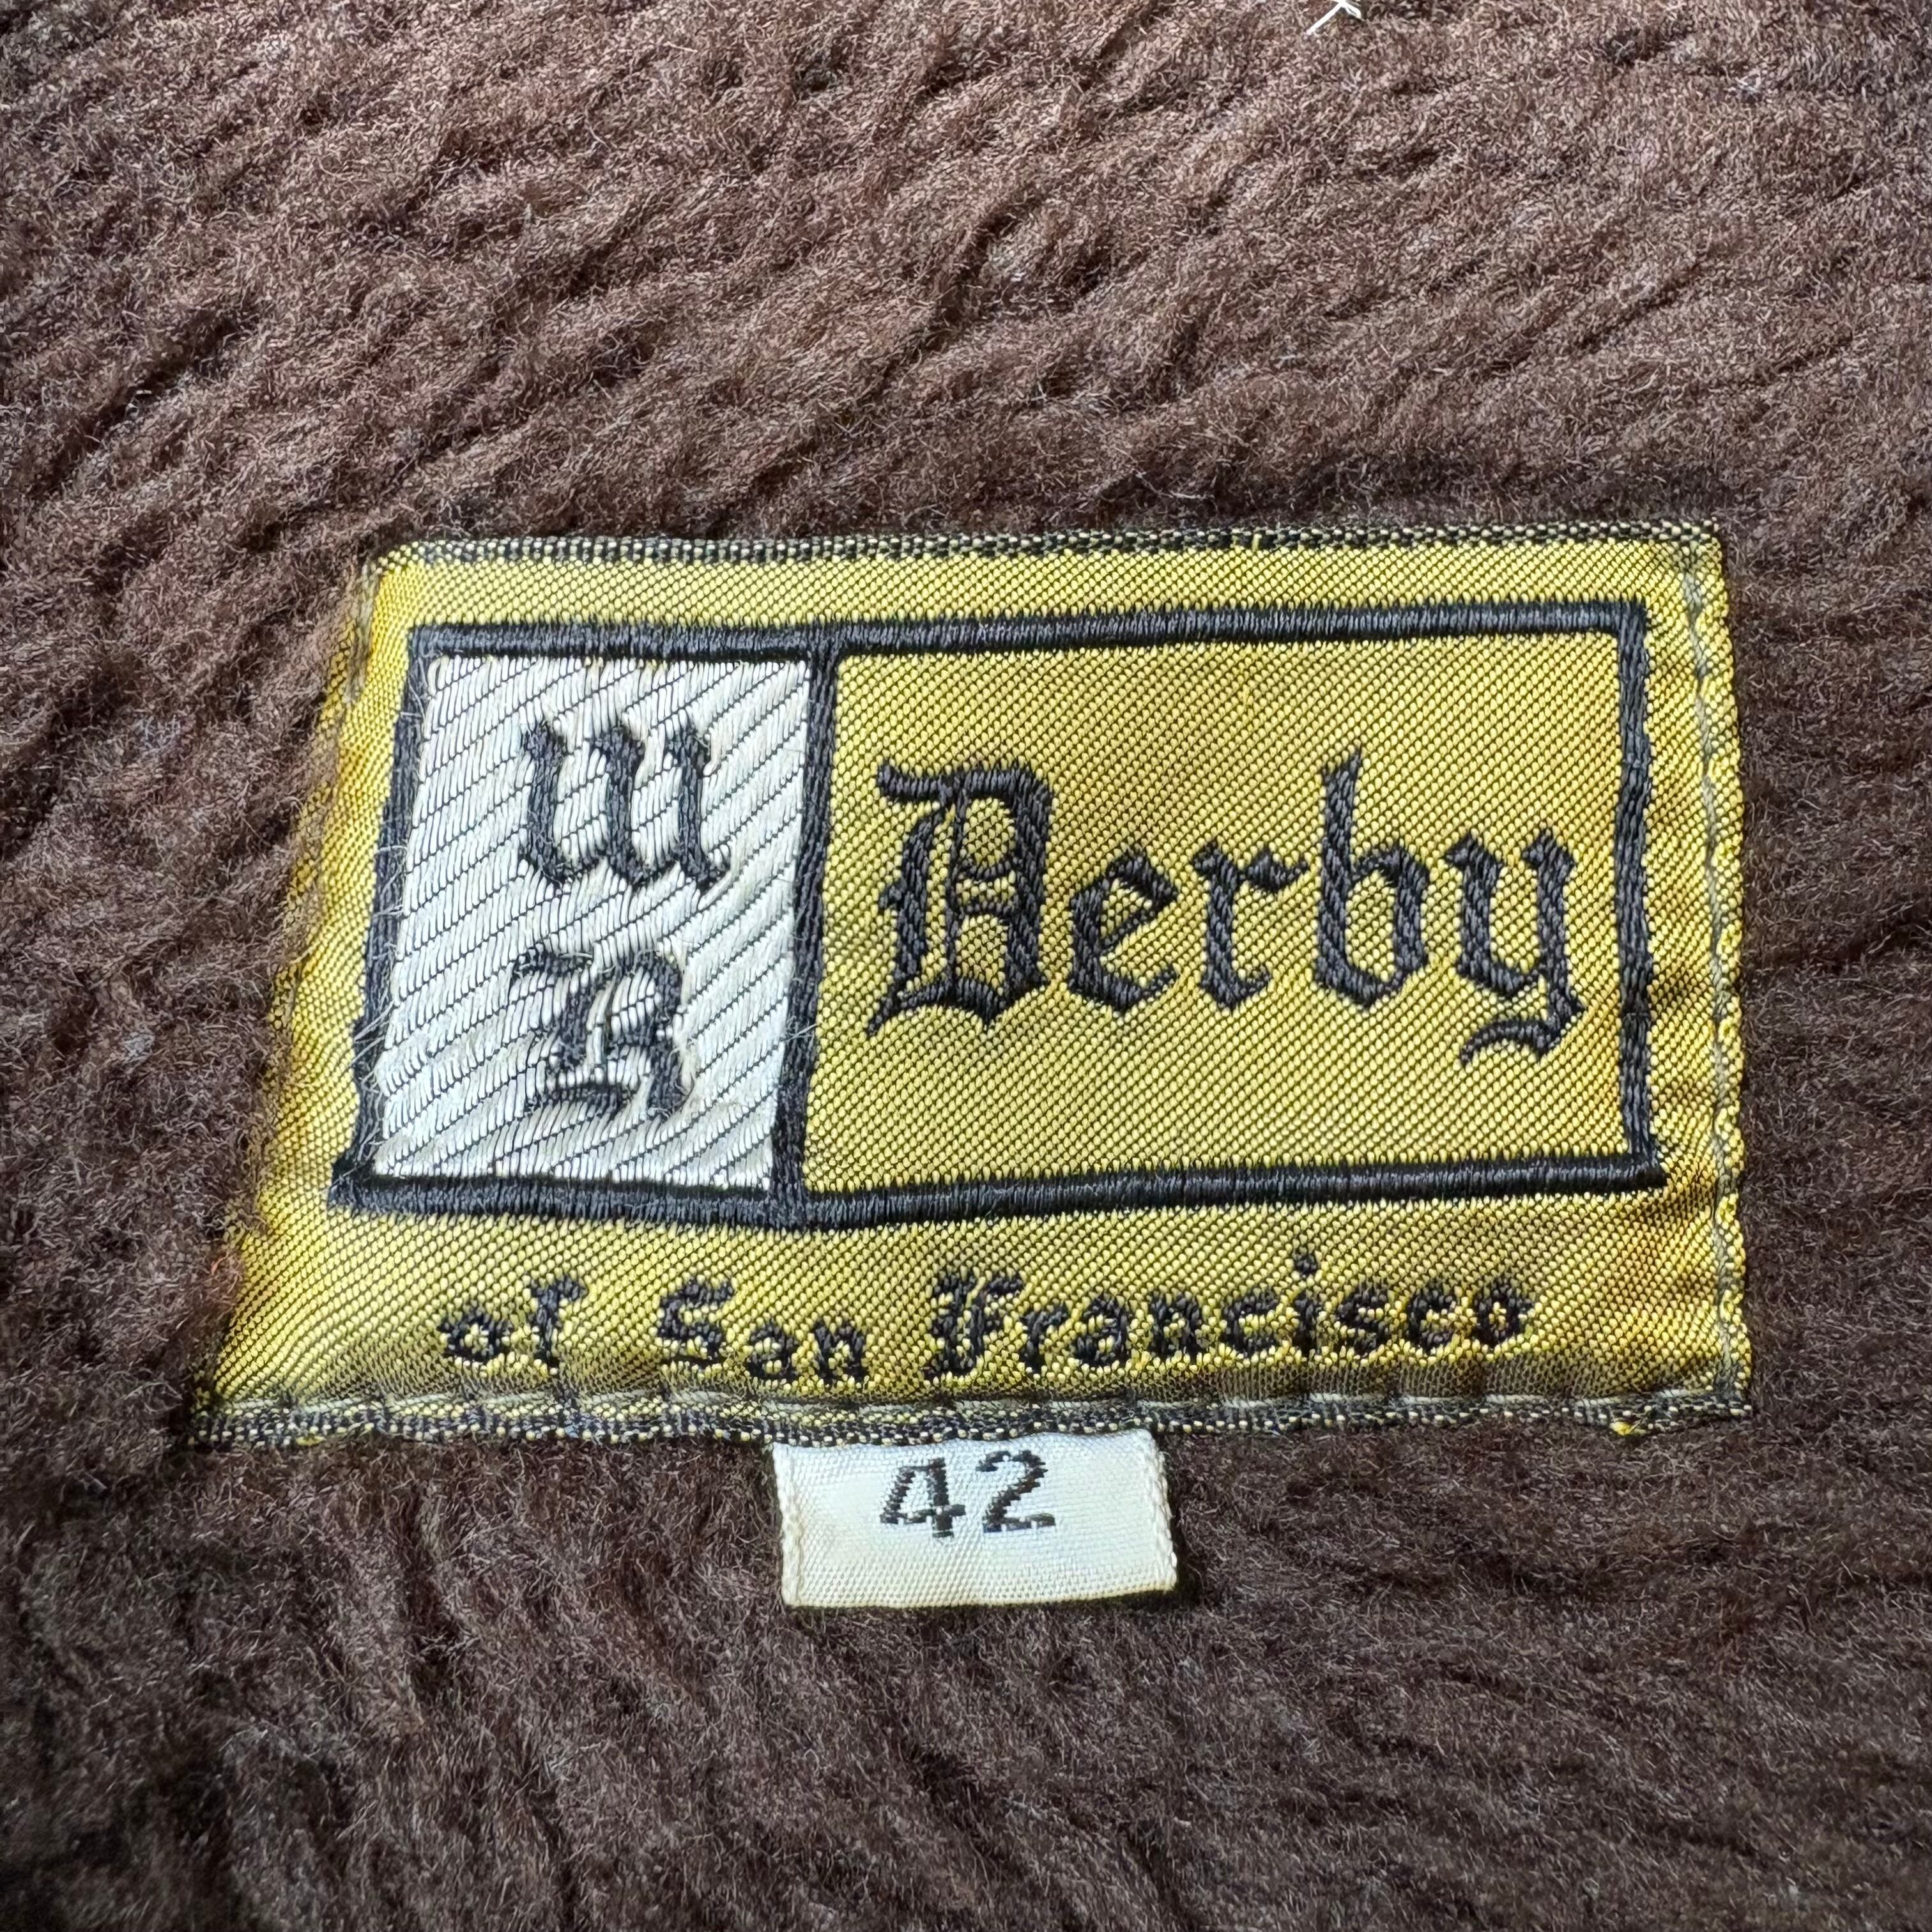 W
R
Derby
of San Francisco
42